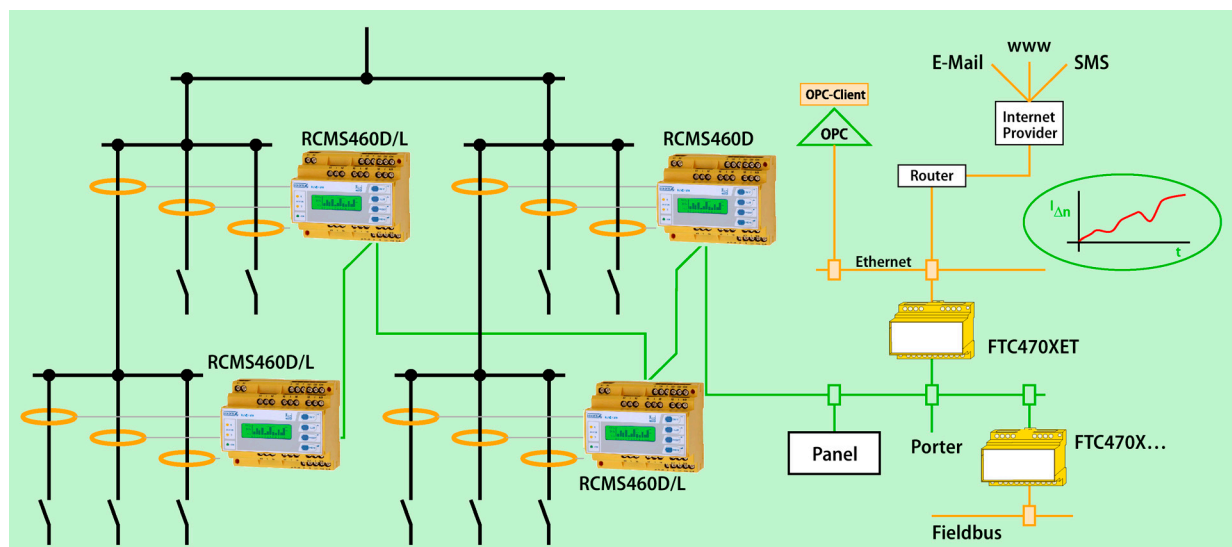 www
E-Mail
SMS
OPC-Client
Internet
Provider
OPC
RCMS460D/L
RCMS460D
Router
I∆n
t
Ethernet
FTC470XET
RCMS460D/L
Panel
Porter
FTC470X...
RCMS460D/L
Fieldbus